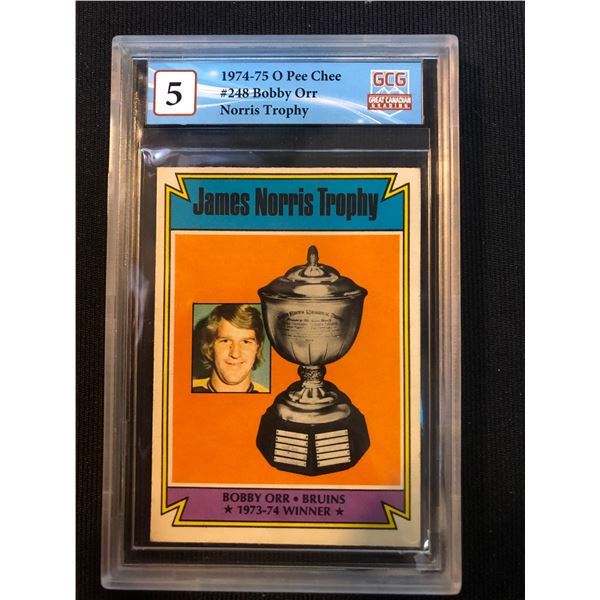 5
1974-75 O Pee Chee
#248 Bobby Orr
Norris Trophy
GCG
GREAT CANADIAN
GRADING
James Norris Trophy
BOBBY ORR • BRUINS
★ 1973-74 WINNER ★